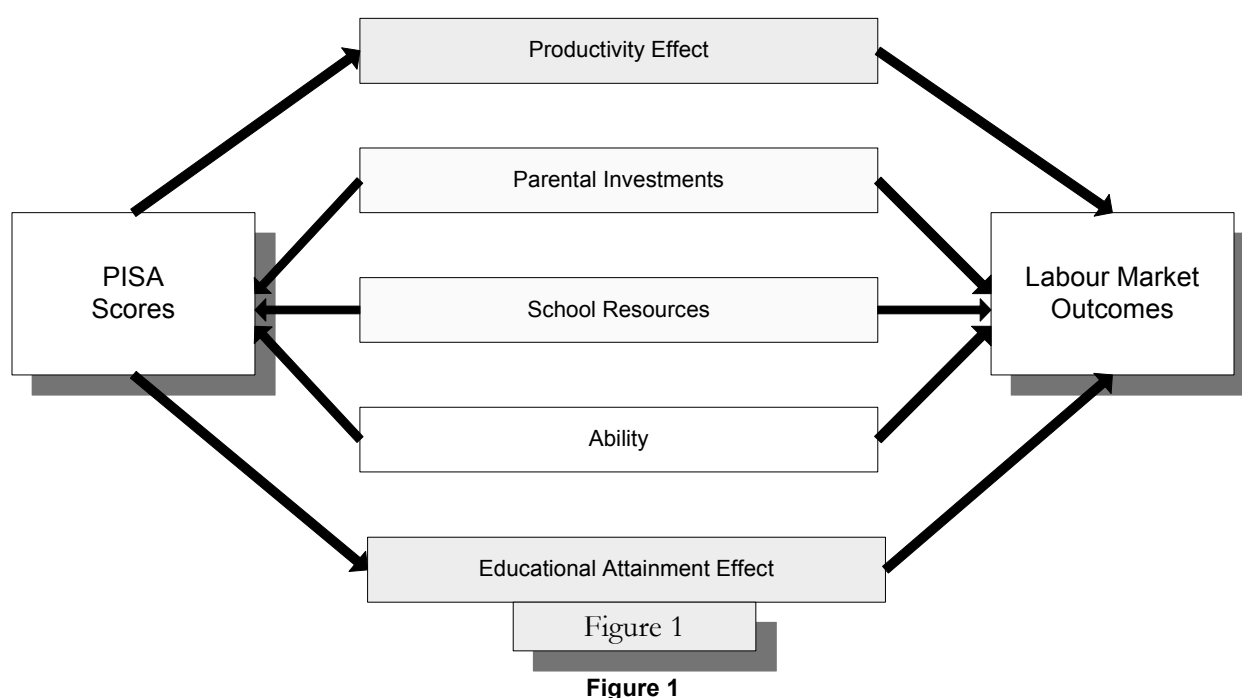 Productivity Effect
Parental Investments
PISA
Scores
School Resources
Labour Market
Outcomes
Ability
Educational Attainment Effect
Figure 1
Figure 1